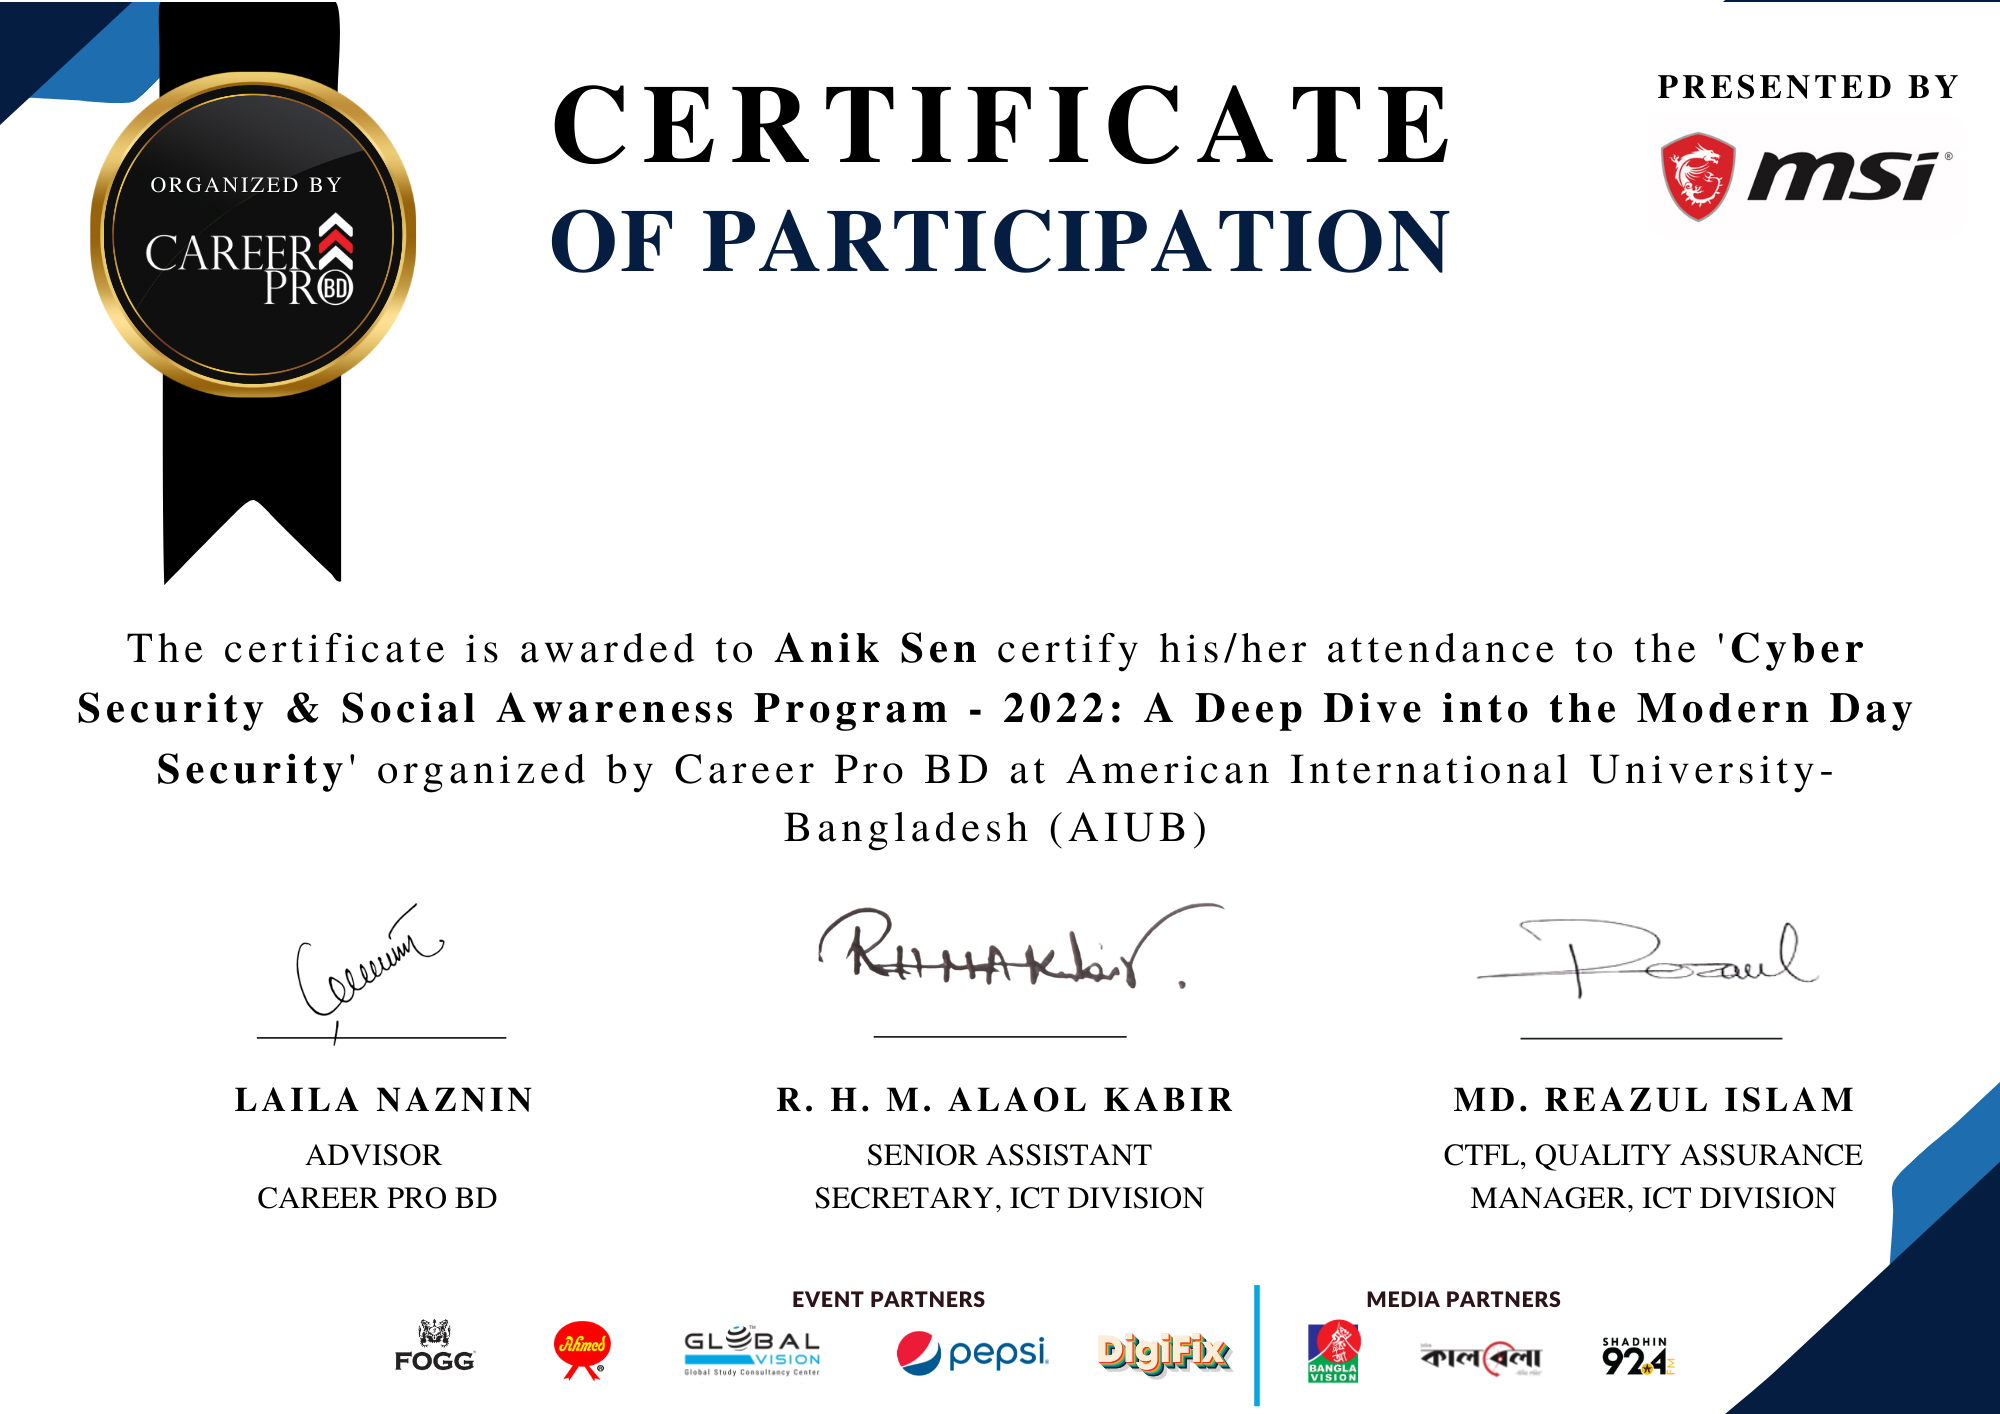 CERTIFICATE
OF PARTICIPATION
PRESENTED BY
msi
ORGANIZED BY
CAREER
PRO BD
The certificate is awarded to Anik Sen certify his/her attendance to the 'Cyber
Security & Social Awareness Program - 2022: A Deep Dive into the Modern Day
Security' organized by Career Pro BD at American International University-
Bangladesh (AIUB)
LAILA NAZNIN
ADVISOR
CAREER PRO BD
R. H. M. ALAOL KABIR
SENIOR ASSISTANT
SECRETARY, ICT DIVISION
MD. REAZUL ISLAM
CTFL, QUALITY ASSURANCE
MANAGER, ICT DIVISION
EVENT PARTNERS
FOGG
Ahmed
GLOBAL
VISION
Global Study Consultancy Center
pepsi
DigiFix
MEDIA PARTNERS
BANGLA
VISION
কালবেলা
SHADHIN
92.4 FM